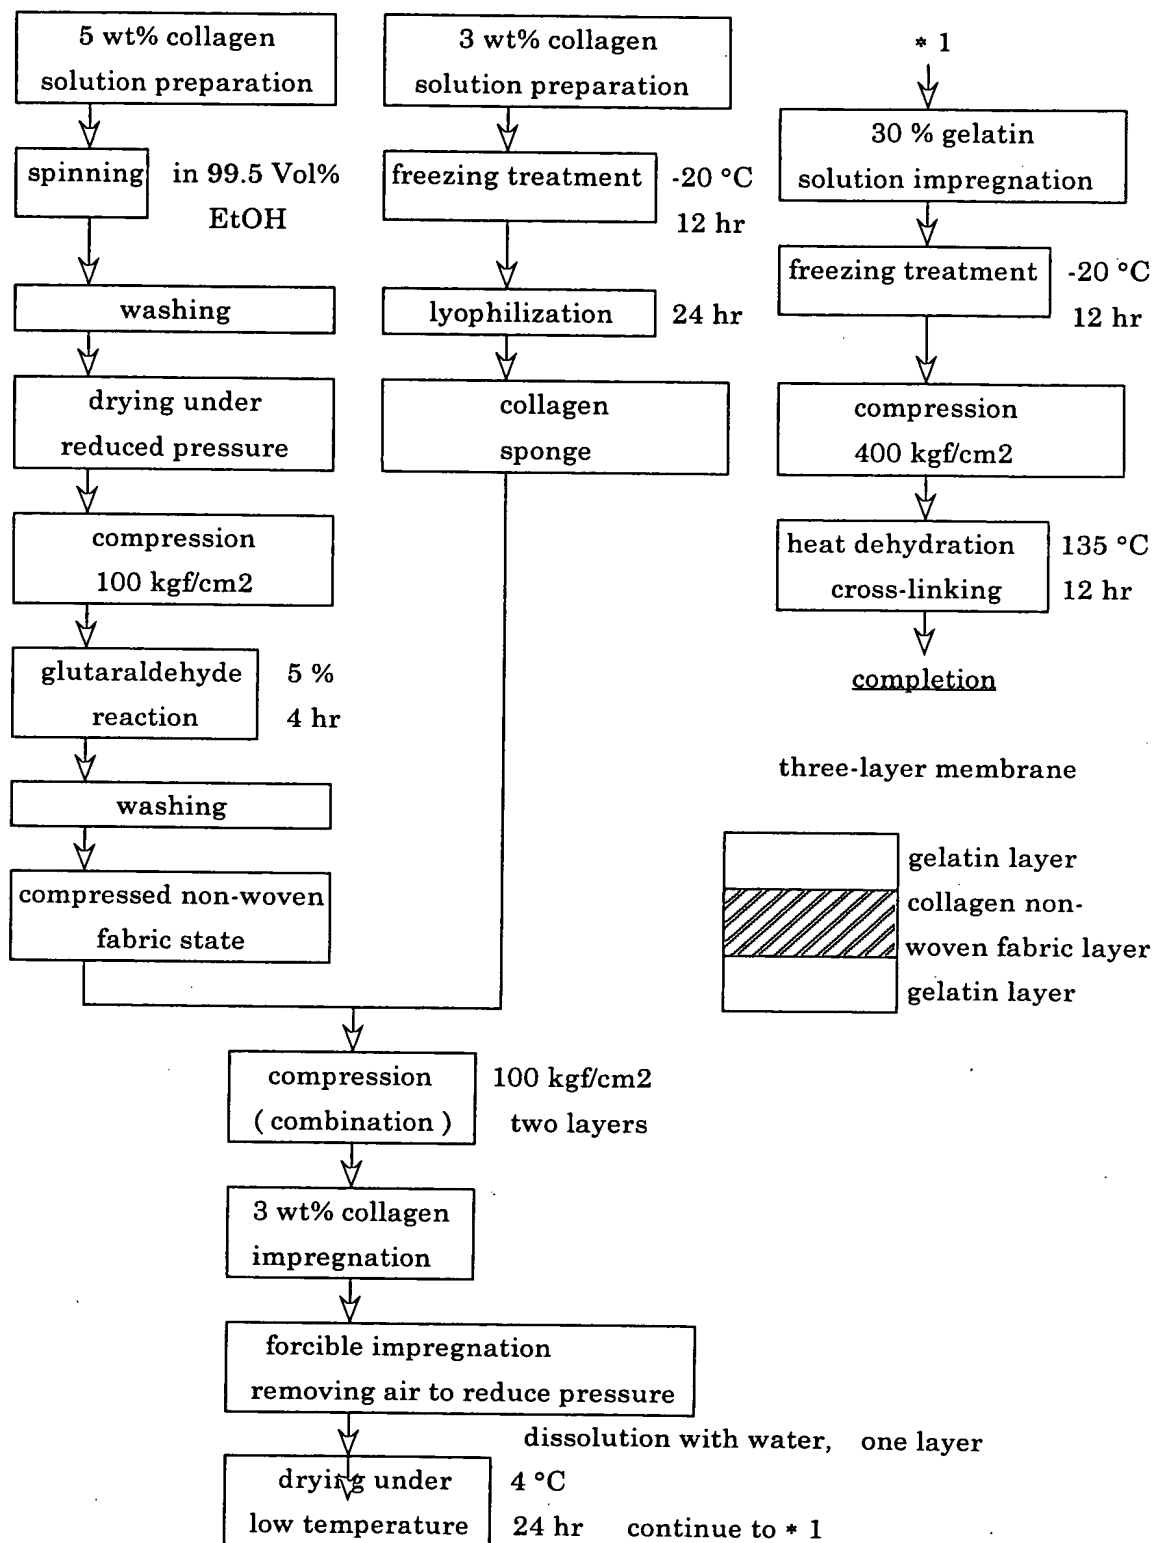 5 wt% collagen
solution preparation
spinning
in 99.5 Vol%
EtOH
washing
drying under
reduced pressure
compression
100 kgf/cm2
glutaraldehyde
reaction
5 %
4 hr
washing
compressed non-woven
fabric state
3 wt% collagen
solution preparation
freezing treatment
-20 °C
12 hr
lyophilization
24 hr
collagen
sponge
compression
( combination )
100 kgf/cm2
two layers
3 wt% collagen
impregnation
forcible impregnation
removing air to reduce pressure
dissolution with water, one layer
drying under
low temperature
4 °C
24 hr
continue to * 1
* 1
30 % gelatin
solution impregnation
freezing treatment
-20 °C
12 hr
compression
400 kgf/cm2
heat dehydration
cross-linking
135 °C
12 hr
completion
three-layer membrane
gelatin layer
collagen non-
woven fabric layer
gelatin layer